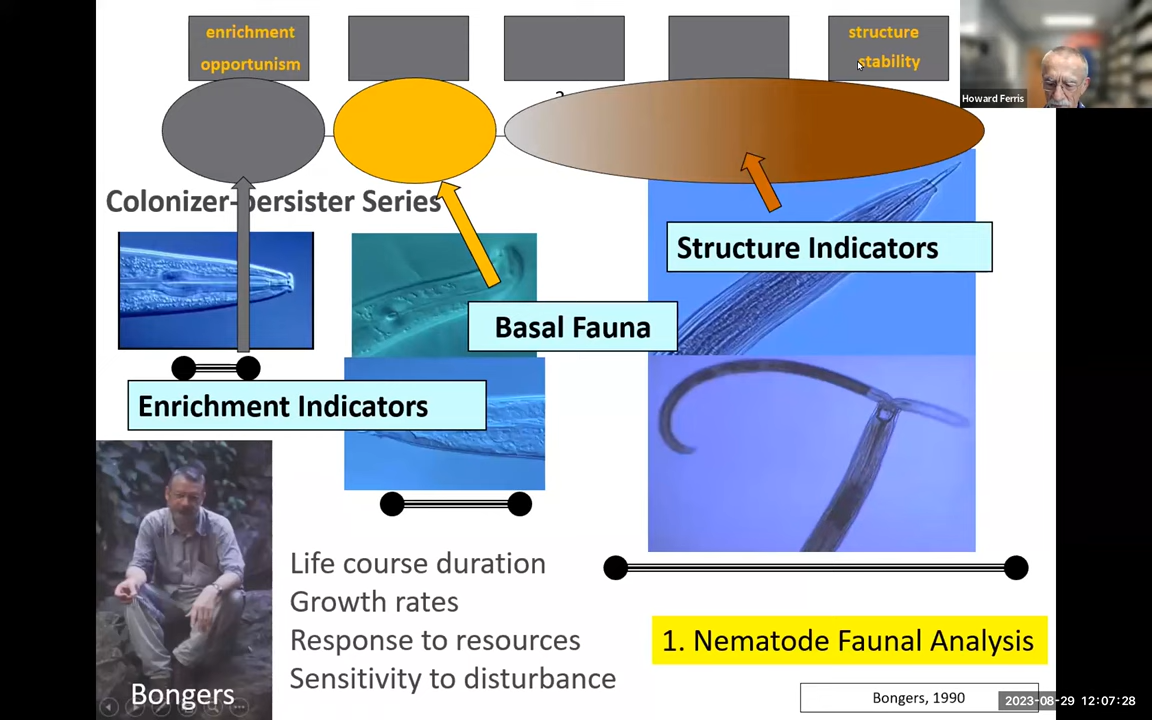 enrichment
opportunism
structure
stability
Howard Ferris
Colonizer-persister Series
Structure Indicators
Basal Fauna
Enrichment Indicators
Life course duration
Growth rates
Response to resources
Sensitivity to disturbance
1. Nematode Faunal Analysis
Bongers
Bongers, 1990
2023-08-29 12:07:28